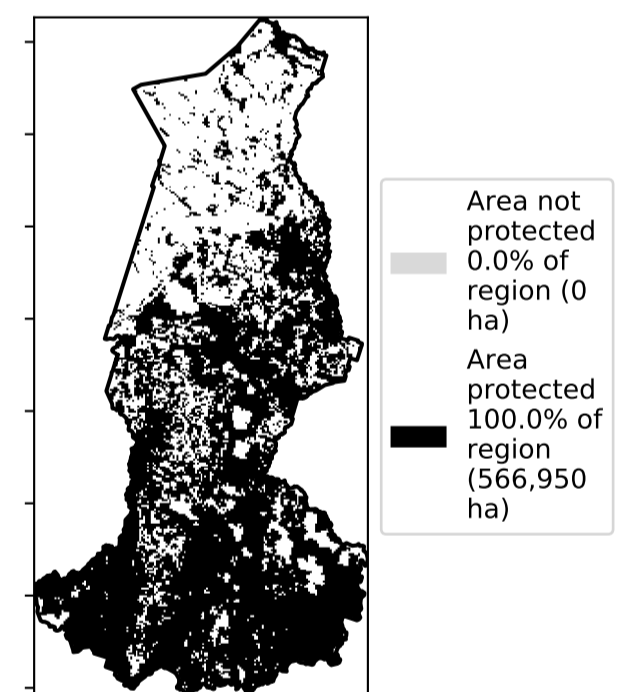 Area not
protected
0.0% of
region (0
ha)
Area
protected
100.0% of
region
(566,950
ha)